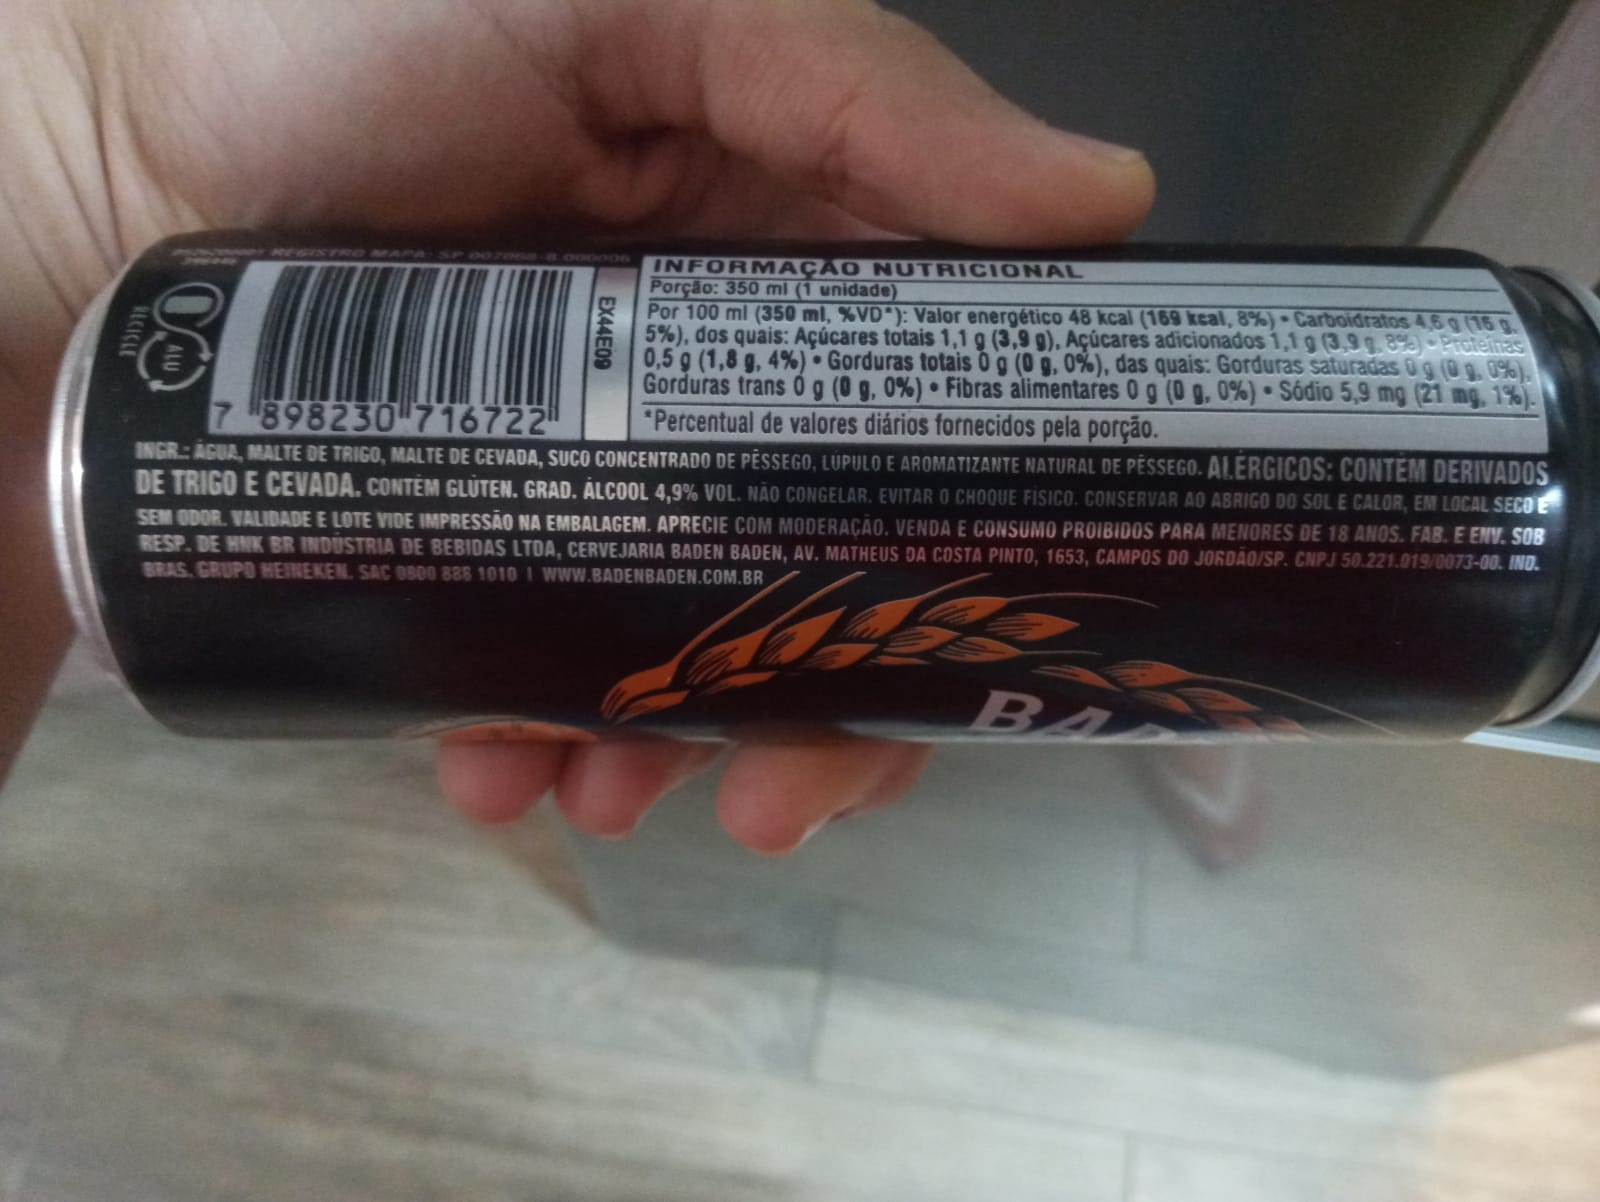 REGISTRO MAPA: SP
RECICLE
ALU
7 898230 716722
EX44E09
INFORMAÇÃO NUTRICIONAL
Porção: 350 ml (1 unidade)
Por 100 ml (350 ml, %VD*): Valor energético 48 kcal (169 kcal, 8%) • Carboidratos 4,6 g (16 g,
5%), dos quais: Açúcares totais 1,1 g (3,9 g), Açúcares adicionados 1,1 g (3,9 g, 8%) • Proteínas
0,5 g (1,8 g, 4%) • Gorduras totais 0 g (0 g, 0%), das quais: Gorduras saturadas 0 g (0 g, 0%),
Gorduras trans 0 g (0 g, 0%) • Fibras alimentares 0 g (0 g, 0%) • Sódio 5,9 mg (21 mg, 1%).
*Percentual de valores diários fornecidos pela porção.
INGR.: ÁGUA, MALTE DE TRIGO, MALTE DE CEVADA, SUCO CONCENTRADO DE PÊSSEGO, LÚPULO E AROMATIZANTE NATURAL DE PÊSSEGO. ALÉRGICOS: CONTÉM DERIVADOS
DE TRIGO E CEVADA. CONTÉM GLÚTEN. GRAD. ÁLCOOL 4,9% VOL. NÃO CONGELAR. EVITAR O CHOQUE FÍSICO. CONSERVAR AO ABRIGO DO SOL E CALOR, EM LOCAL SECO E
SEM ODOR. VALIDADE E LOTE VIDE IMPRESSÃO NA EMBALAGEM. APRECIE COM MODERAÇÃO. VENDA E CONSUMO PROIBIDOS PARA MENORES DE 18 ANOS. FAB. E ENV. SOB
RESP. DE HNK BR INDÚSTRIA DE BEBIDAS LTDA, CERVEJARIA BADEN BADEN, AV. MATHEUS DA COSTA PINTO, 1653, CAMPOS DO JORDÃO/SP. CNPJ 50.221.019/0073-00. IND.
BRAS. GRUPO HEINEKEN. SAC 0800 888 1010 | WWW.BADENBADEN.COM.BR
BAD